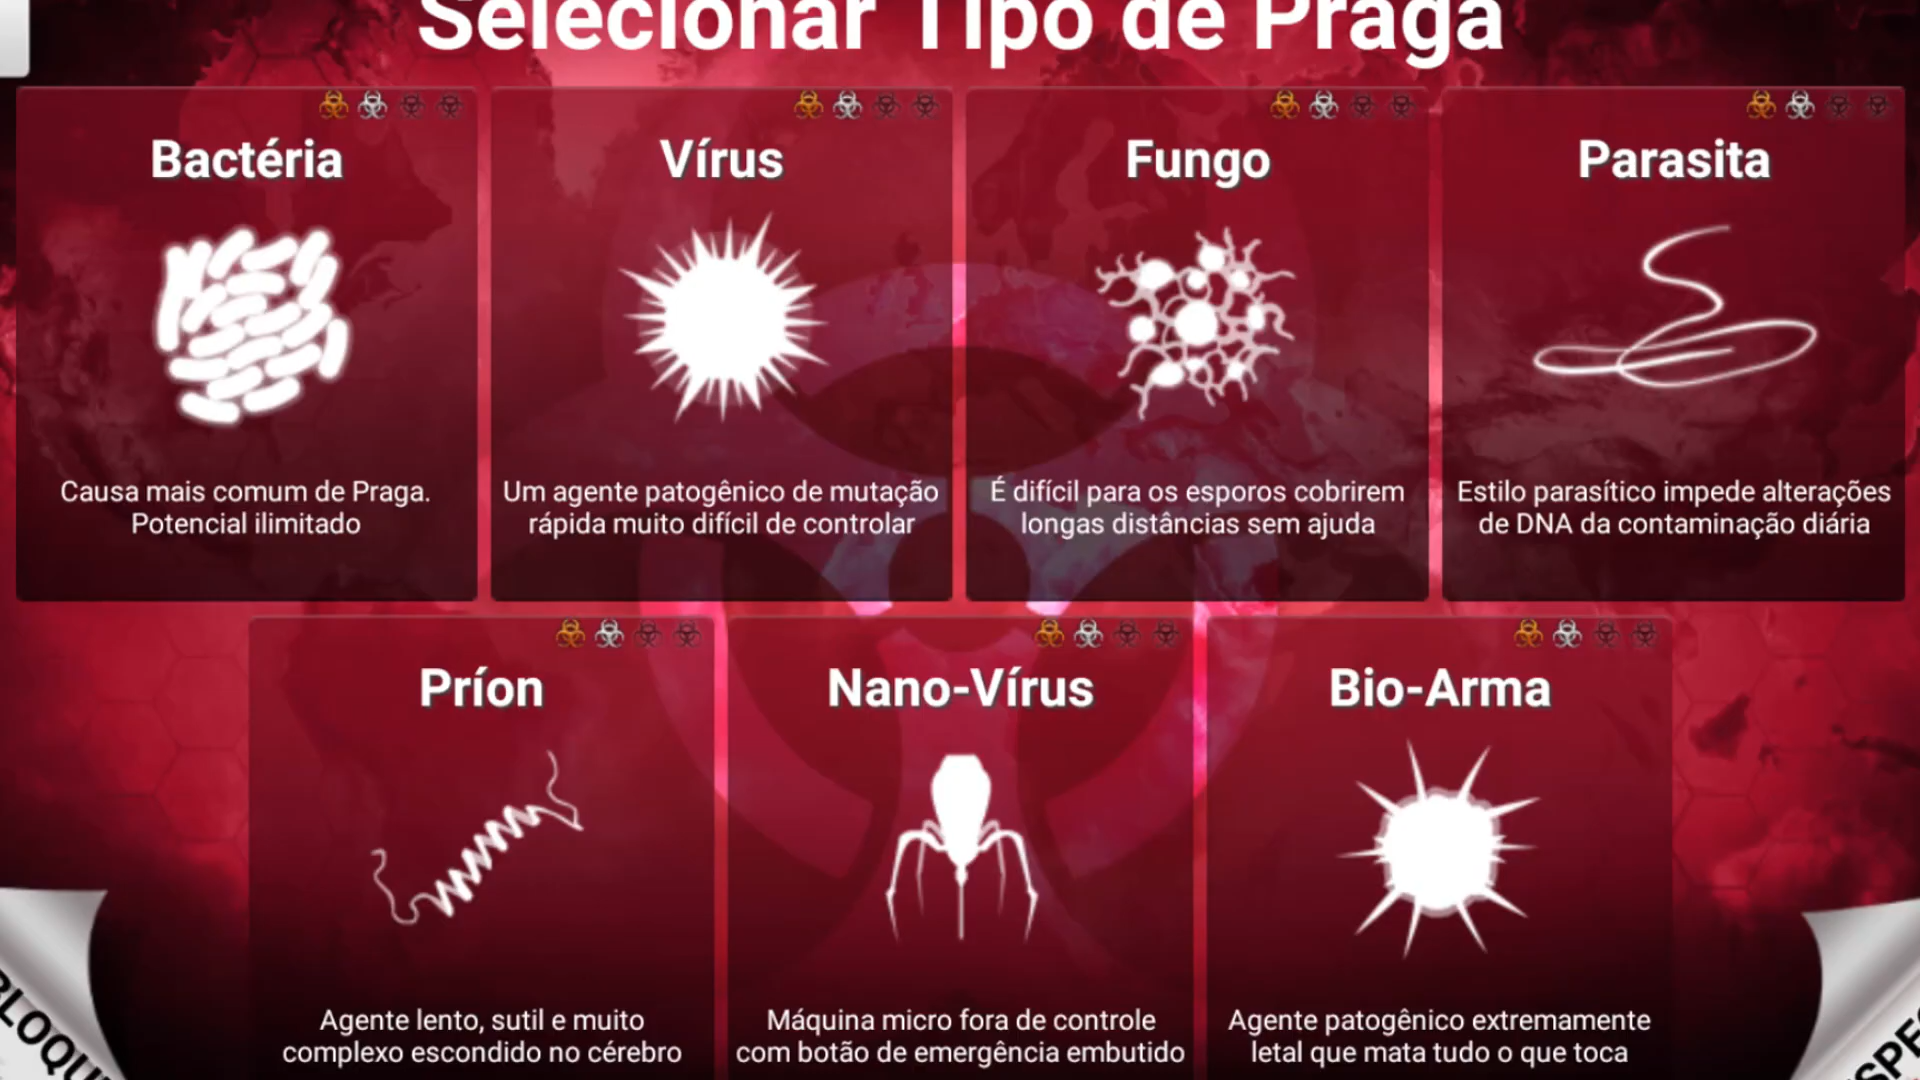 Selecionar Tipo de Praga
Bactéria
Causa mais comum de Praga.
Potencial ilimitado
Vírus
Um agente patogênico de mutação
rápida muito difícil de controlar
Fungo
É difícil para os esporos cobrirem
longas distâncias sem ajuda
Parasita
Estilo parasítico impede alterações
de DNA da contaminação diária
Príon
Agente lento, sutil e muito
complexo escondido no cérebro
Nano-Vírus
Máquina micro fora de controle
com botão de emergência embutido
Bio-Arma
Agente patogênico extremamente
letal que mata tudo o que toca